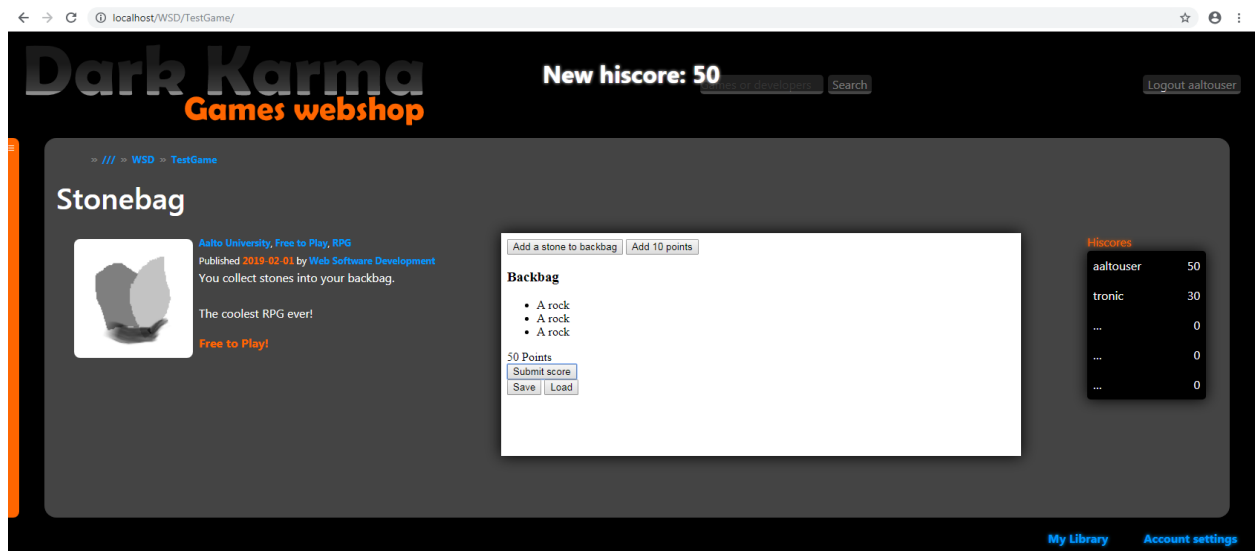 localhost/WSD/TestGame/
Dark Karma
Games webshop
New hiscore: 50
games or developers
Search
Logout aaltouser
» /// » WSD » TestGame
Stonebag
Aalto University, Free to Play, RPG
Published 2019-02-01 by Web Software Development
You collect stones into your backbag.
The coolest RPG ever!
Free to Play!
Add a stone to backbag Add 10 points
Backbag
• A rock
• A rock
• A rock
50 Points
Submit score
Save Load
Hiscores
aaltouser 50
tronic 30
... 0
... 0
... 0
My Library Account settings